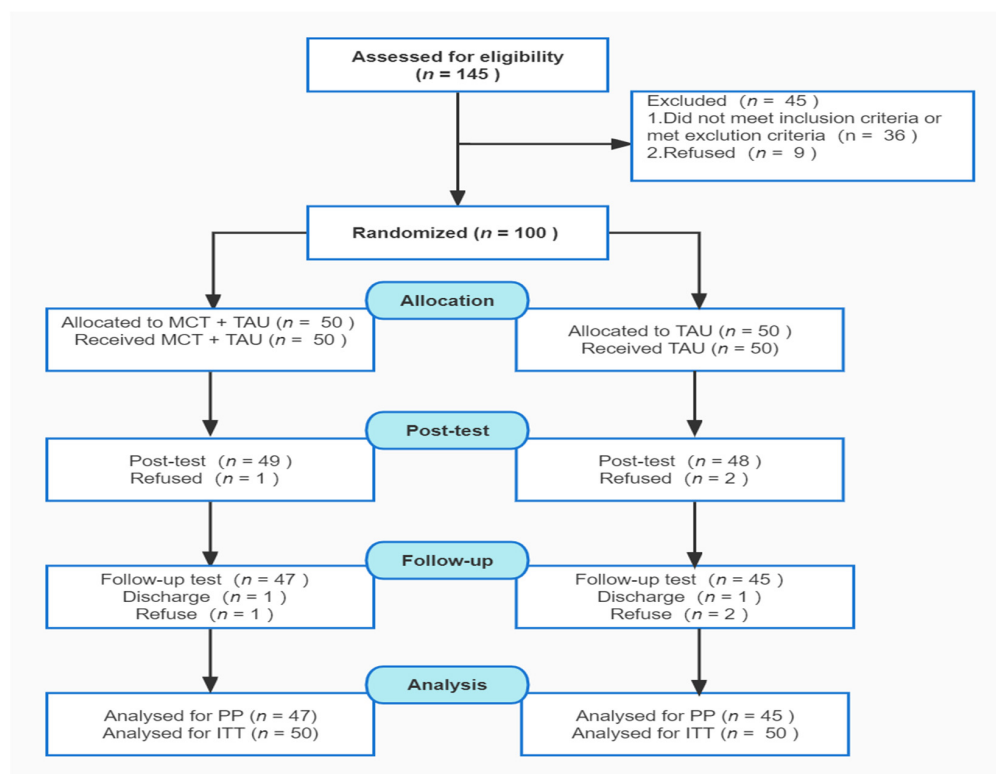 Assessed for eligibility
(n = 145 )
Excluded (n = 45 )
1.Did not meet inclusion criteria or
met exclution criteria (n = 36 )
2.Refused (n = 9 )
Randomized (n = 100 )
Allocation
Allocated to MCT + TAU (n = 50 )
Received MCT + TAU (n = 50 )
Allocated to TAU (n = 50 )
Received TAU (n = 50)
Post-test
Post-test (n = 49 )
Refused (n = 1 )
Post-test (n = 48 )
Refused (n = 2 )
Follow-up
Follow-up test (n = 47 )
Discharge (n = 1 )
Refuse (n = 1 )
Follow-up test (n = 45 )
Discharge (n = 1 )
Refuse (n = 2 )
Analysis
Analysed for PP (n = 47)
Analysed for ITT (n = 50)
Analysed for PP (n = 45 )
Analysed for ITT (n = 50 )